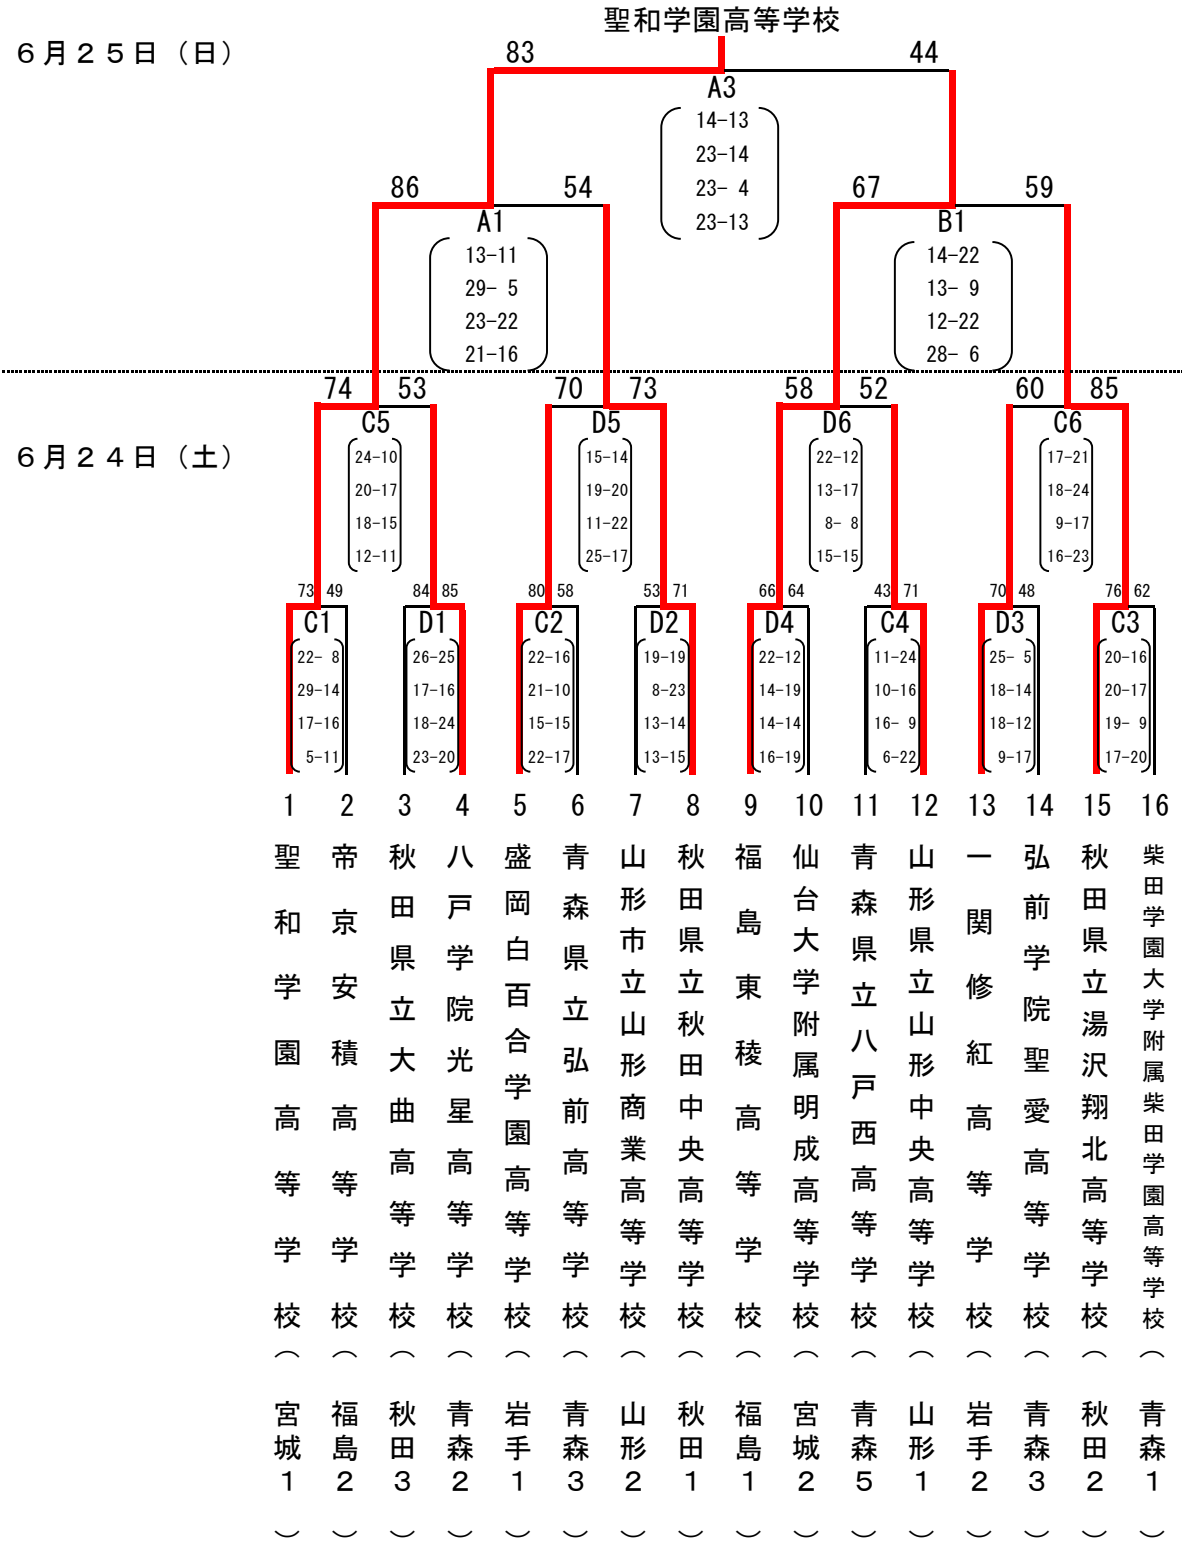 聖和学園高等学校
６月２５日（日）
83 44
A3
14-13
23-14
23- 4
23-13
86 54 67 59
A1 B1
13-11 14-22
29- 5 13- 9
23-22 12-22
21-16 28- 6
74 53 70 73 58 52 60 85
C5 D5 D6 C6
６月２４日（土）
24-10 15-14 22-12 17-21
20-17 19-20 13-17 18-24
18-15 11-22 8- 8 9-17
12-11 25-17 15-15 16-23
73 49 84 85 80 58 53 71 66 64 43 71 70 48 76 62
C1 D1 C2 D2 D4 C4 D3 C3
22- 8 26-25 22-16 19-19 22-12 11-24 25- 5 20-16
29-14 17-16 21-10 8-23 14-19 10-16 18-14 20-17
17-16 18-24 15-15 13-14 14-14 16- 9 18-12 19- 9
5-11 23-20 22-17 13-15 16-19 6-22 9-17 17-20
1 2 3 4 5 6 7 8 9 10 11 12 13 14 15 16
聖和学園高等学校（宮城１）
帝京安積高等学校（福島２）
秋田県立大曲高等学校（秋田３）
八戸学院光星高等学校（青森２）
盛岡白百合学園高等学校（岩手１）
青森県立弘前高等学校（青森３）
山形市立山形商業高等学校（山形２）
秋田県立秋田中央高等学校（秋田１）
福島東稜高等学校（福島１）
仙台大学附属明成高等学校（宮城２）
青森県立八戸西高等学校（青森５）
山形県立山形中央高等学校（山形１）
一関修紅高等学校（岩手２）
弘前学院聖愛高等学校（青森３）
秋田県立湯沢翔北高等学校（秋田２）
柴田学園大学附属柴田学園高等学校（青森１）